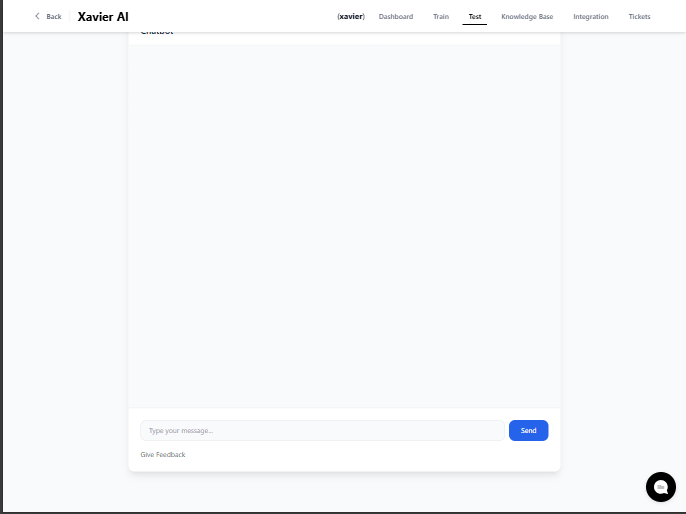 Back
Xavier AI
(xavier)
Dashboard
Train
Test
Knowledge Base
Integration
Tickets
Chatbot
Type your message...
Send
Give Feedback